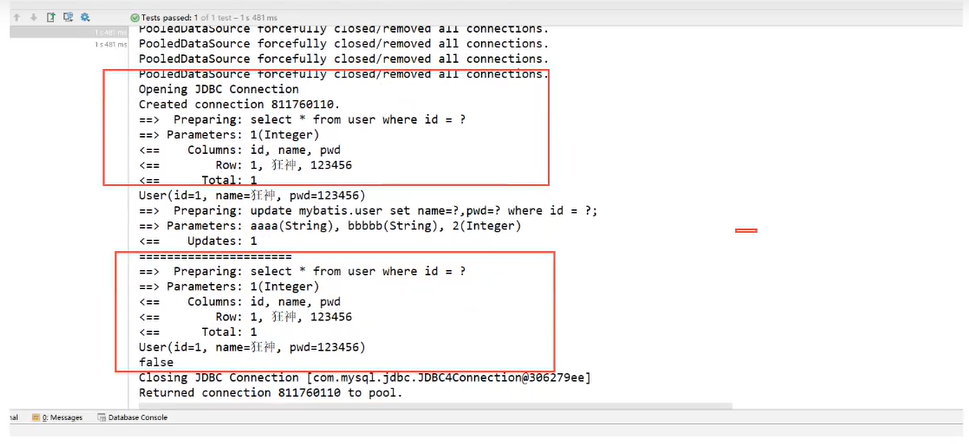 Tests passed: 1 of 1 test – 1 s 481 ms
1 s 481 ms
1 s 481 ms
PooledDataSource forcefully closed/removed all connections.
PooledDataSource forcefully closed/removed all connections.
PooledDataSource forcefully closed/removed all connections.
PooledDataSource forcefully closed/removed all connections.
Opening JDBC Connection
Created connection 811760110.
==>  Preparing: select * from user where id = ?
==> Parameters: 1(Integer)
<==    Columns: id, name, pwd
<==        Row: 1, 狂神, 123456
<==      Total: 1
User(id=1, name=狂神, pwd=123456)
==>  Preparing: update mybatis.user set name=?,pwd=? where id = ?;
==> Parameters: aaaa(String), bbbbb(String), 2(Integer)
<==    Updates: 1
======================
==>  Preparing: select * from user where id = ?
==> Parameters: 1(Integer)
<==    Columns: id, name, pwd
<==        Row: 1, 狂神, 123456
<==      Total: 1
User(id=1, name=狂神, pwd=123456)
false
Closing JDBC Connection [com.mysql.jdbc.JDBC4Connection@306279ee]
Returned connection 811760110 to pool.
nal 0: Messages Database Console